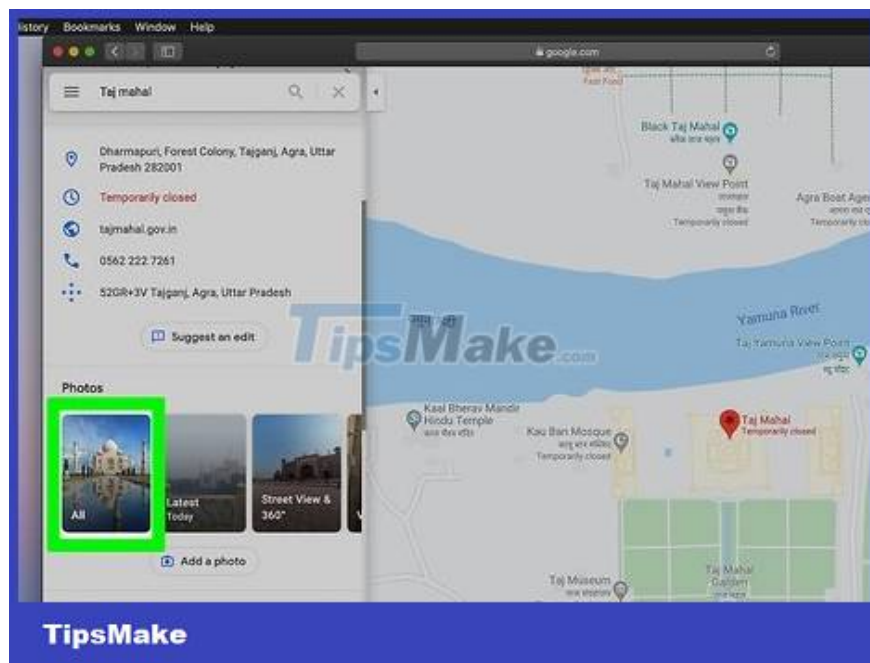 istory Bookmarks Window Help
google.com
Taj mahal
Dharmapuri, Forest Colony, Tajganj, Agra, Uttar
Pradesh 282001
Temporarily closed
tajmahal.gov.in
0562 222 7261
52GR+3V Tajganj, Agra, Uttar Pradesh
Suggest an edit
Photos
All
Latest
Today
Street View &
360°
Add a photo
Fast Food
Black Taj Mahal
Taj Mahal View Point
Temporarily closed
Agra Boat Age
Temporarily clo
Yamuna River
Taj Yamuna View Point
TipsMake.com
Kaal Bherav Mandir
Hindu Temple
Kau Ban Mosque
Temporarily closed
Taj Mahal
Temporarily closed
Taj Museum
Taj Mahal
Garden
TipsMake